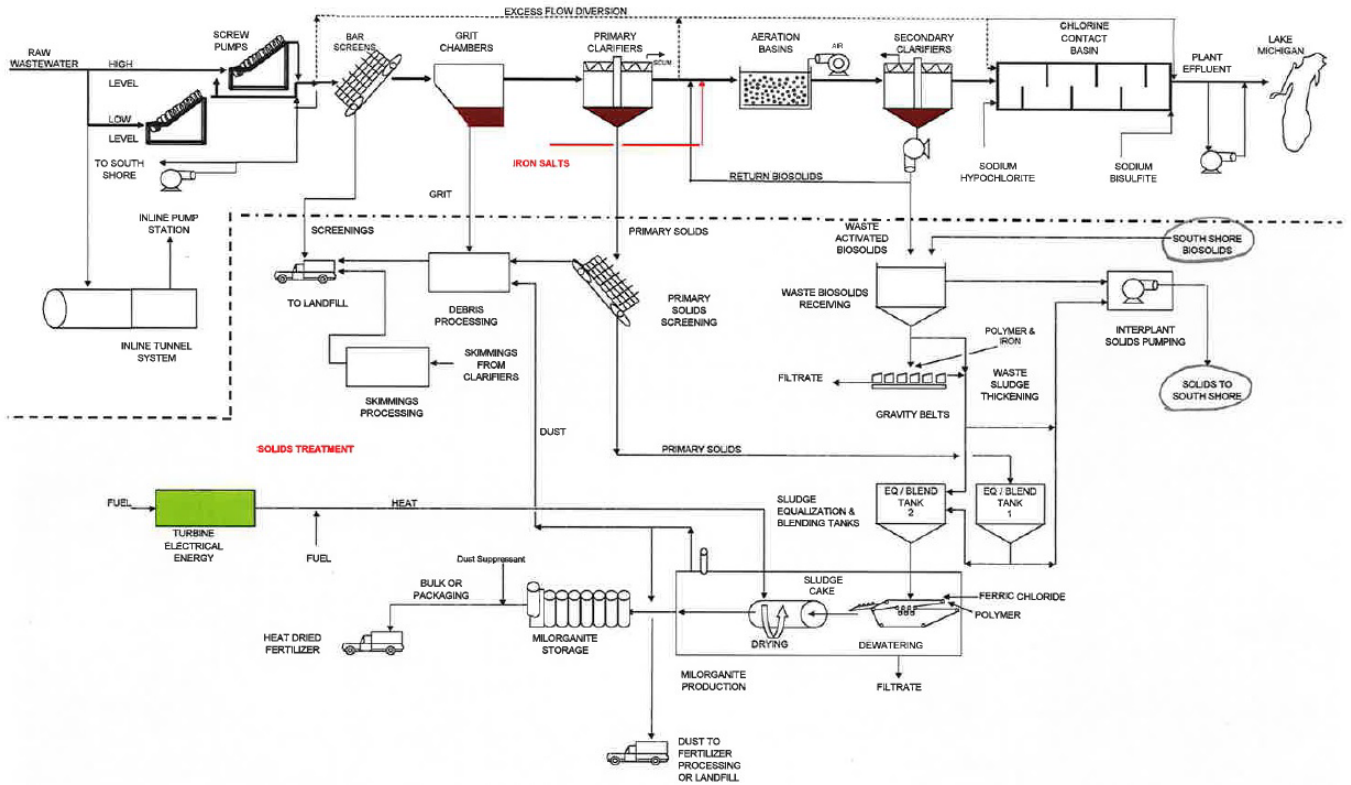 EXCESS FLOW DIVERSION
SCREW
PUMPS
RAW
WASTEWATER
HIGH
LEVEL
LOW
LEVEL
BAR
SCREENS
GRIT
CHAMBERS
PRIMARY
CLARIFIERS
SCUM
AERATION
BASINS
AIR
SECONDARY
CLARIFIERS
CHLORINE
CONTACT
BASIN
PLANT
EFFLUENT
LAKE
MICHIGAN
TO SOUTH
SHORE
IRON SALTS
RETURN BIOSOLIDS
SODIUM
HYPOCHLORITE
SODIUM
BISULFITE
INLINE PUMP
STATION
GRIT
SCREENINGS
PRIMARY SOLIDS
WASTE
ACTIVATED
BIOSOLIDS
SOUTH SHORE
BIOSOLIDS
TO LANDFILL
DEBRIS
PROCESSING
PRIMARY
SOLIDS
SCREENING
WASTE BIOSOLIDS
RECEIVING
INTERPLANT
SOLIDS PUMPING
INLINE TUNNEL
SYSTEM
SKIMMINGS
FROM
CLARIFIERS
SKIMMINGS
PROCESSING
POLYMER &
IRON
FILTRATE
WASTE
SLUDGE
THICKENING
GRAVITY BELTS
SOLIDS TO
SOUTH SHORE
DUST
SOLIDS TREATMENT
PRIMARY SOLIDS
FUEL
HEAT
TURBINE
ELECTRICAL
ENERGY
FUEL
SLUDGE
EQUALIZATION &
BLENDING TANKS
EQ / BLEND
TANK
2
EQ / BLEND
TANK
1
Dust Suppressant
BULK OR
PACKAGING
SLUDGE
CAKE
FERRIC CHLORIDE
POLYMER
HEAT DRIED
FERTILIZER
MILORGANITE
STORAGE
DRYING
DEWATERING
MILORGANITE
PRODUCTION
FILTRATE
DUST TO
FERTILIZER
PROCESSING
OR LANDFILL